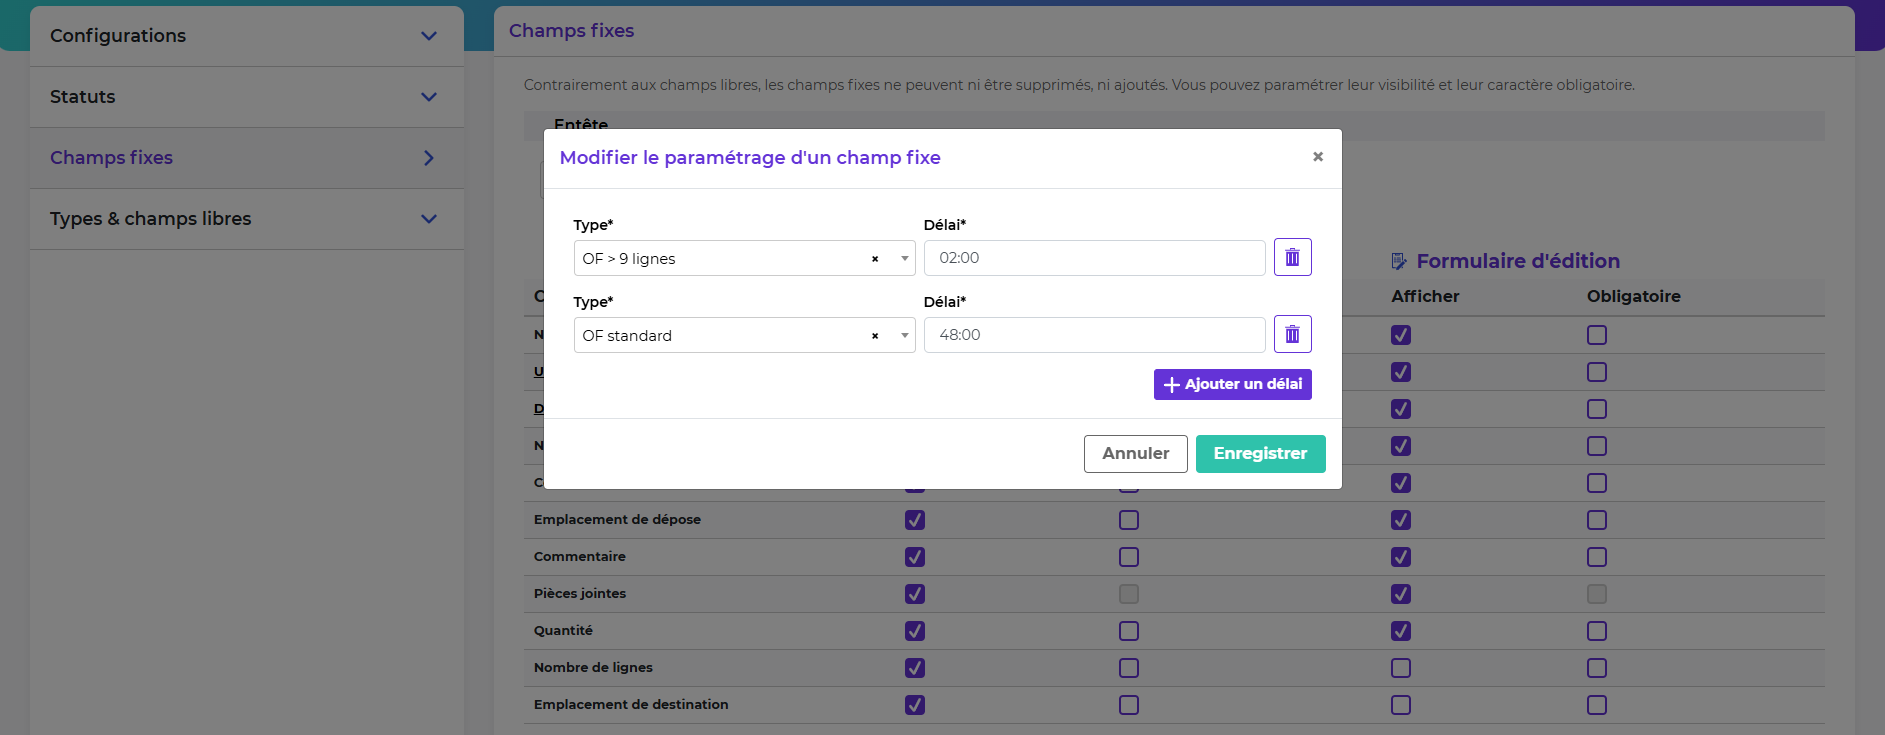 Configurations
Statuts
Champs fixes
Types & champs libres
Champs fixes
Contrairement aux champs libres, les champs fixes ne peuvent ni être supprimés, ni ajoutés. Vous pouvez paramétrer leur visibilité et leur caractère obligatoire.
Entête
Modifier le paramétrage d'un champ fixe
Type* Délai*
OF > 9 lignes 02:00
Type* Délai*
OF standard 48:00
Ajouter un délai
Annuler Enregistrer
Formulaire d'édition
Afficher Obligatoire
Emplacement de dépose
Commentaire
Pièces jointes
Quantité
Nombre de lignes
Emplacement de destination